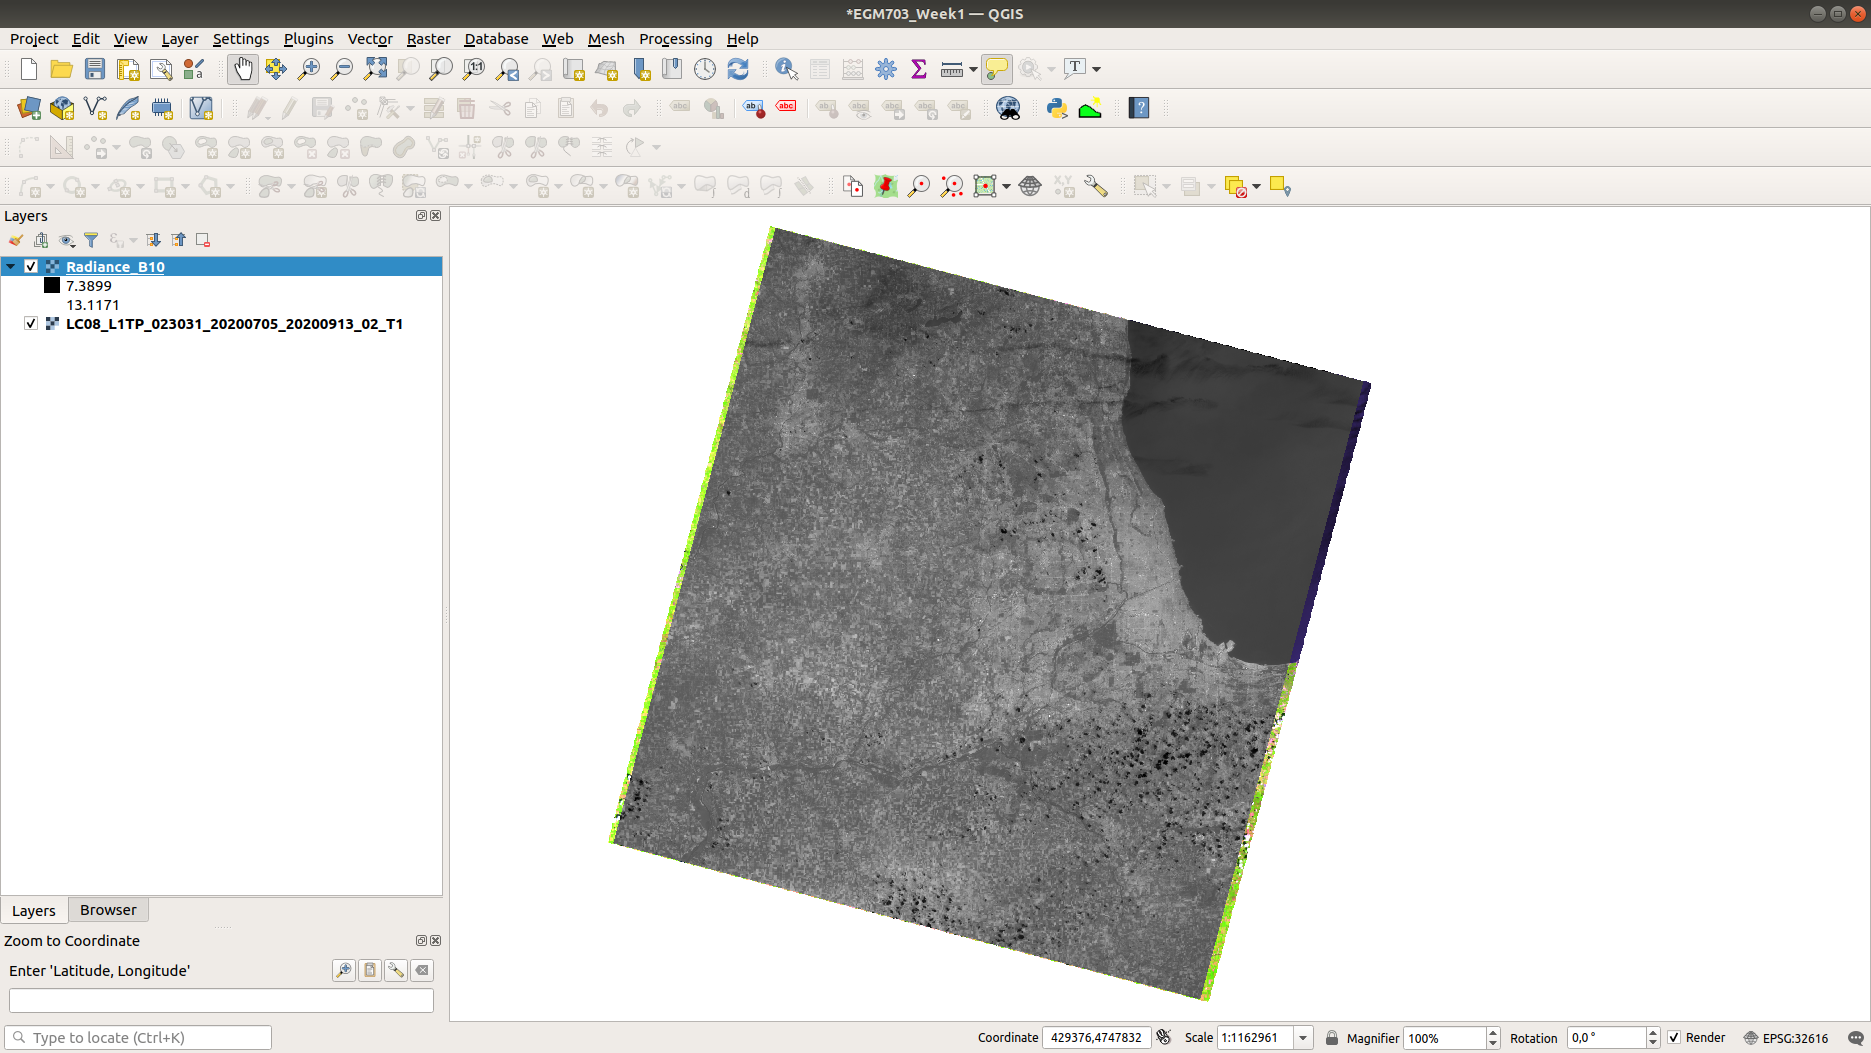 *EGM703_Week1 — QGIS
Project Edit View Layer Settings Plugins Vector Raster Database Web Mesh Processing Help
Layers
Radiance_B10
7.3899
13.1171
LC08_L1TP_023031_20200705_20200913_02_T1
Layers Browser
Zoom to Coordinate
Enter 'Latitude, Longitude'
Type to locate (Ctrl+K)
Coordinate 429376,4747832 Scale 1:1162961 Magnifier 100% Rotation 0,0 ° Render EPSG:32616